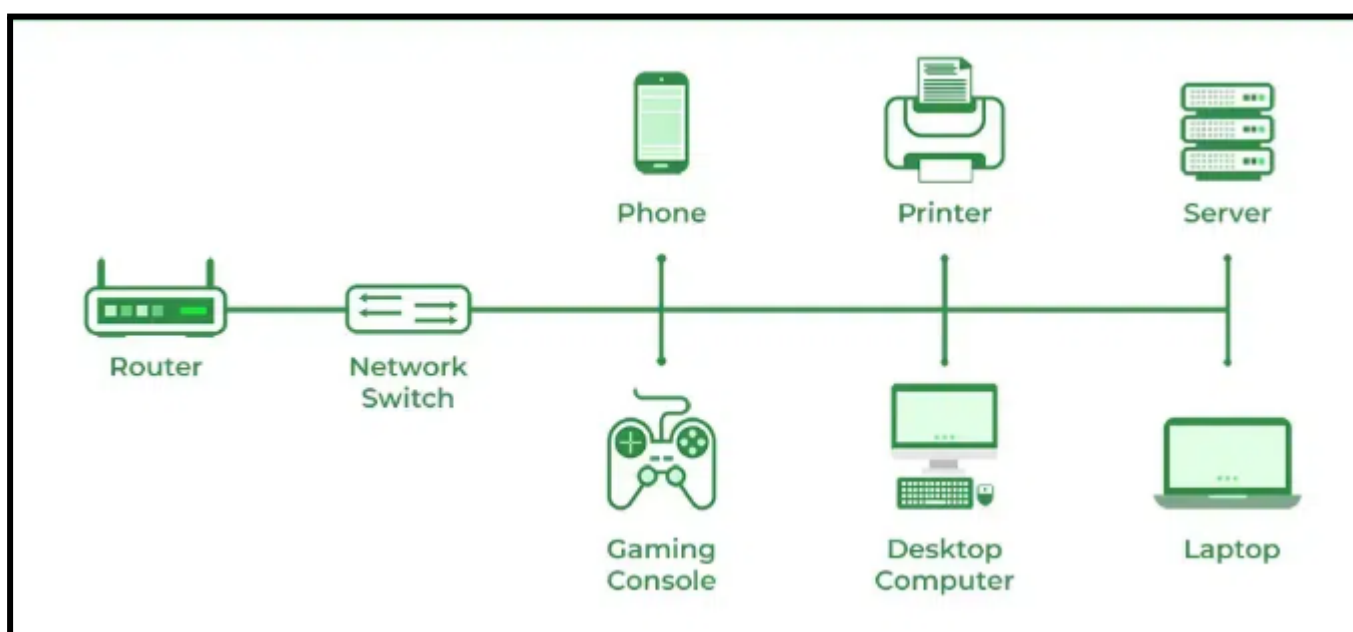 Phone
Printer
Server
Router
Network
Switch
Gaming
Console
Desktop
Computer
Laptop